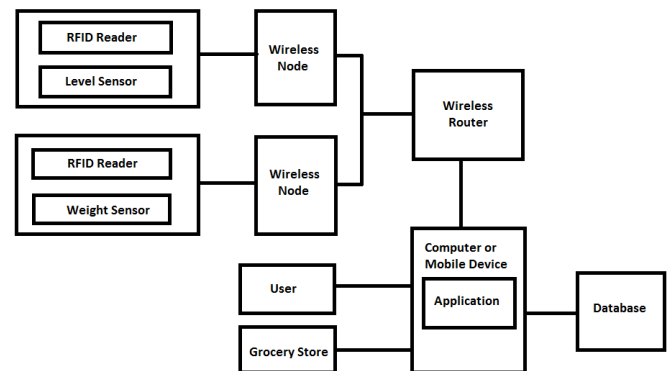 RFID Reader
Level Sensor
Wireless
Node
RFID Reader
Weight Sensor
Wireless
Node
Wireless
Router
Computer or
Mobile Device
Application
User
Grocery Store
Database